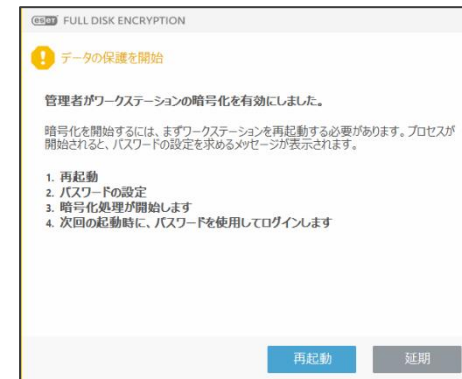 eset FULL DISK ENCRYPTION
データの保護を開始
管理者がワークステーションの暗号化を有効にしました。
暗号化を開始するには、まずワークステーションを再起動する必要があります。プロセスが
開始されると、パスワードの設定を求めるメッセージが表示されます。
1. 再起動
2. パスワードの設定
3. 暗号化処理が開始します
4. 次回の起動時に、パスワードを使用してログインします
再起動 延期